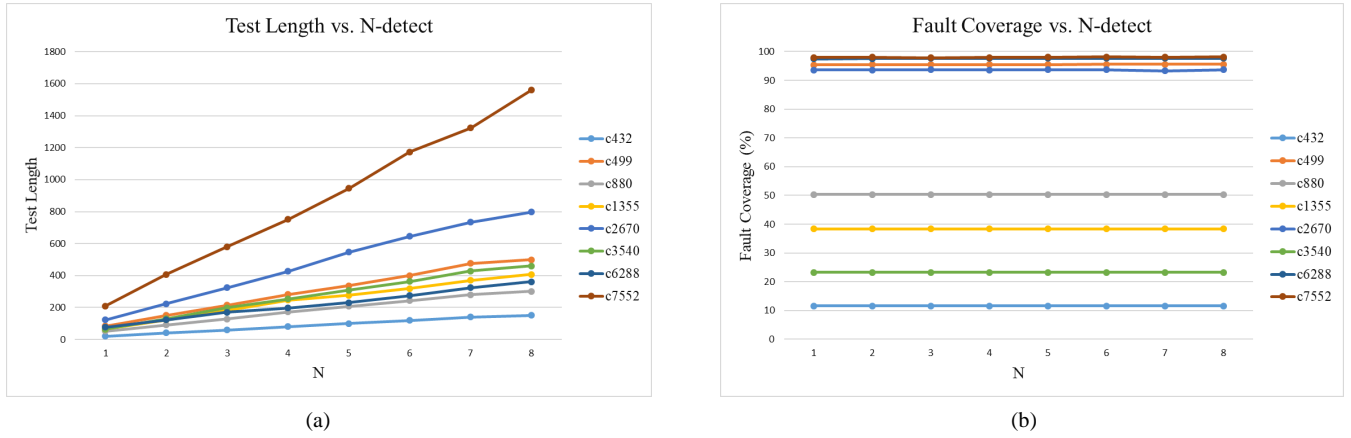 Test Length vs. N-detect
1800
1600
1400
1200
1000
800
600
400
200
0
Test Length
1 2 3 4 5 6 7 8
N
c432
c499
c880
c1355
c2670
c3540
c6288
c7552
(a)
Fault Coverage vs. N-detect
100
90
80
70
60
50
40
30
20
10
0
Fault Coverage (%)
1 2 3 4 5 6 7 8
N
c432
c499
c880
c1355
c2670
c3540
c6288
c7552
(b)